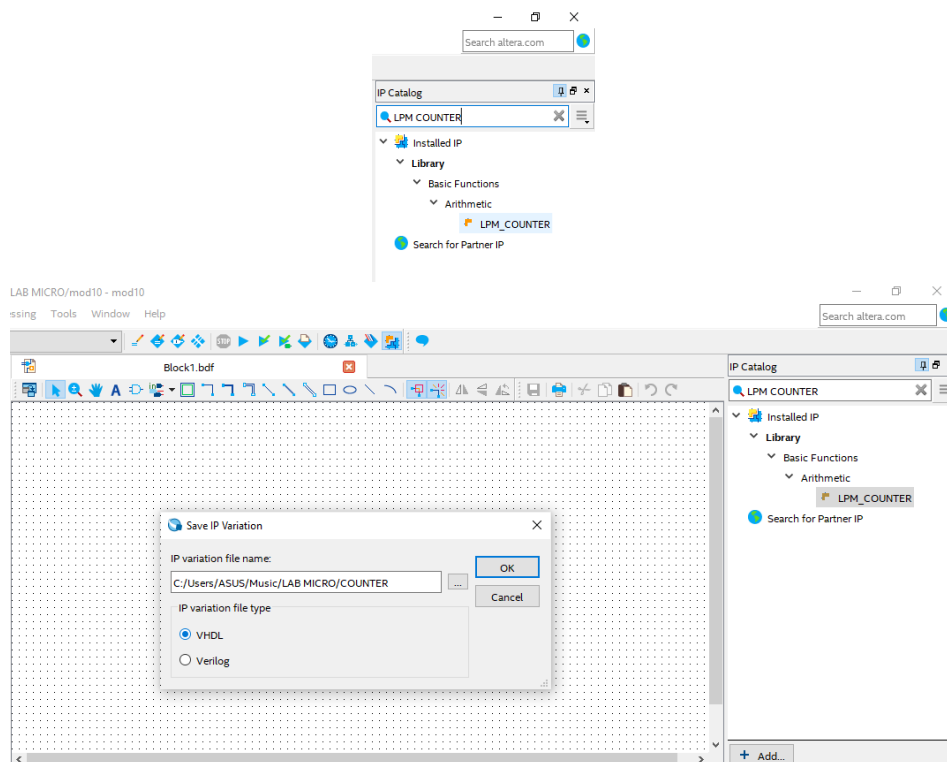 Search altera.com
IP Catalog
LPM COUNTER
Installed IP
Library
Basic Functions
Arithmetic
LPM_COUNTER
Search for Partner IP
LAB MICRO/mod10 - mod10
essing Tools Window Help
Search altera.com
STOP
Block1.bdf
IP Catalog
A
LPM COUNTER
Installed IP
Library
Basic Functions
Arithmetic
LPM_COUNTER
Search for Partner IP
Save IP Variation
IP variation file name:
C:/Users/ASUS/Music/LAB MICRO/COUNTER
...
OK
Cancel
IP variation file type
VHDL
Verilog
+ Add...